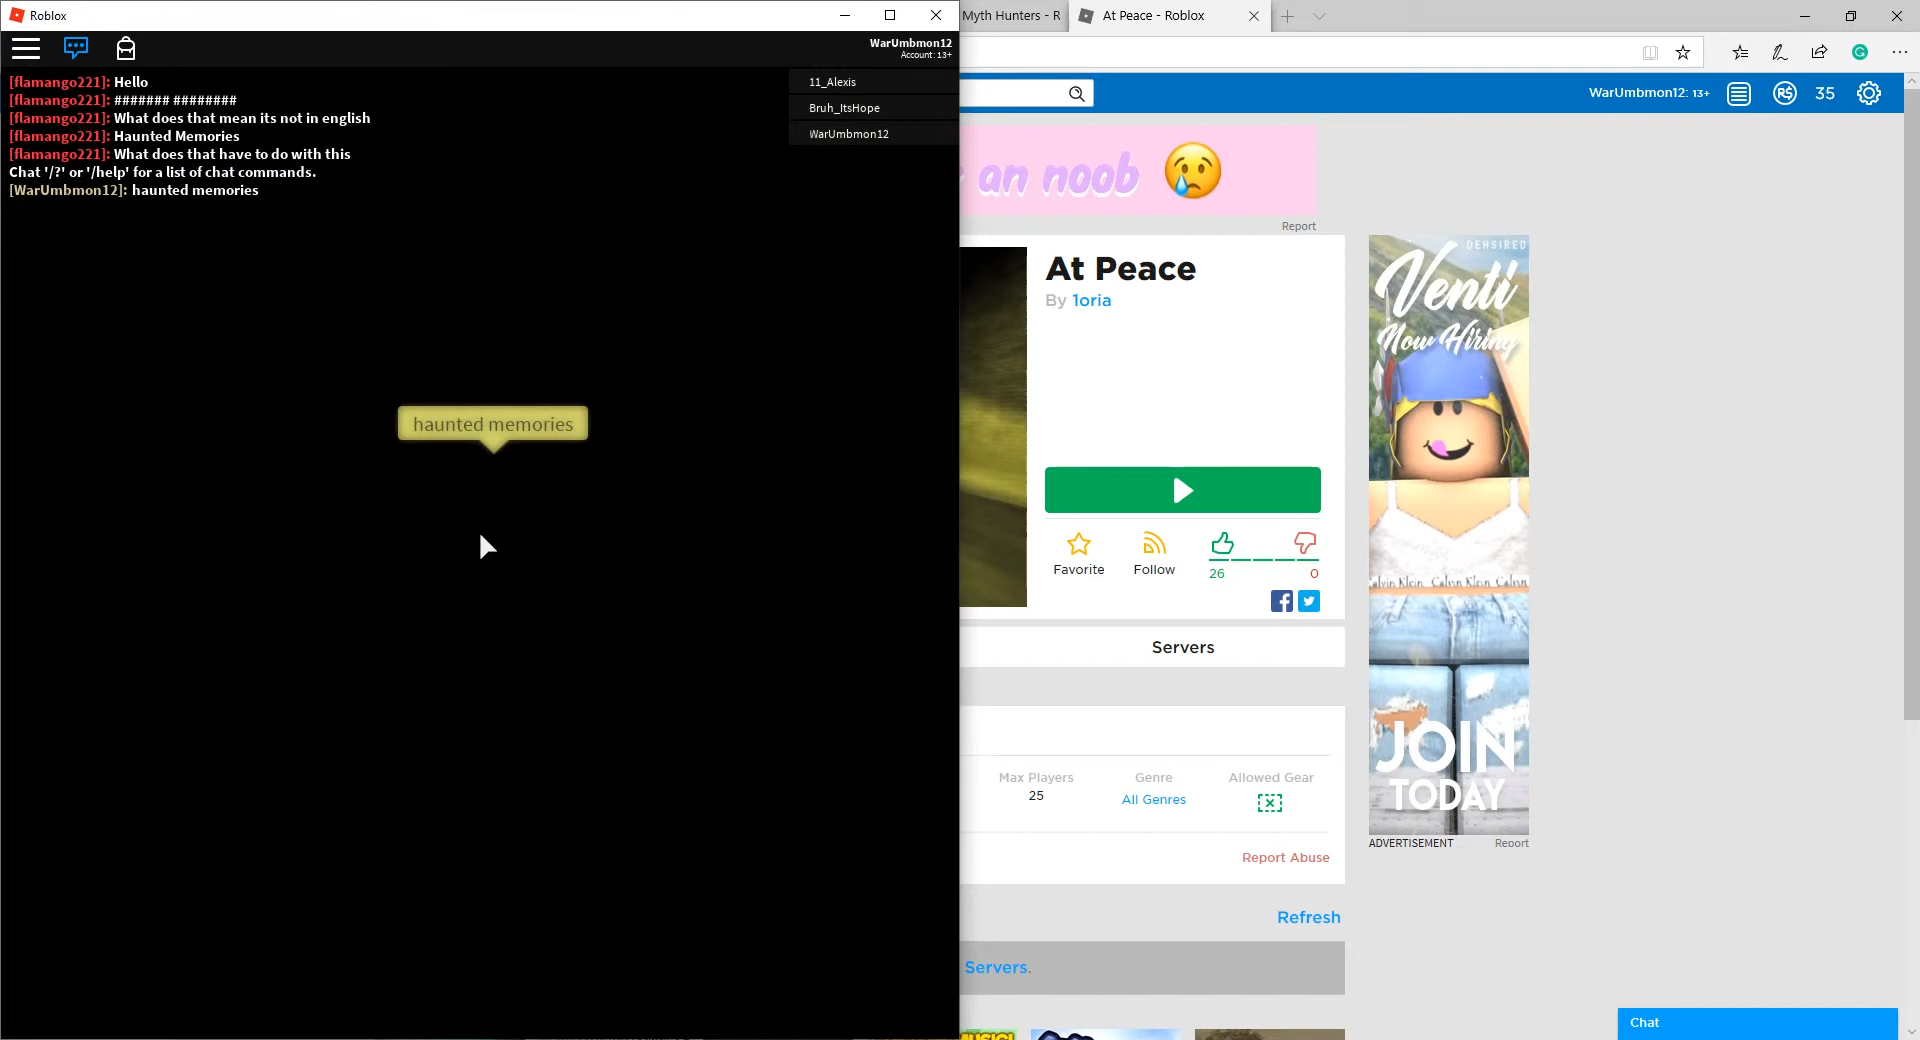 Roblox
WarUmbmon12
Account: 13+
[flamango221]: Hello
[flamango221]: ####### ########
[flamango221]: What does that mean its not in english
[flamango221]: Haunted Memories
[flamango221]: What does that have to do with this
Chat '/?' or '/help' for a list of chat commands.
[WarUmbmon12]: haunted memories
11_Alexis
Bruh_ItsHope
WarUmbmon12
haunted memories
Myth Hunters - R
At Peace - Roblox
WarUmbmon12: 13+
35
an noob
Report
At Peace
By 1oria
Favorite
Follow
26
0
Servers
Max Players
25
Genre
All Genres
Allowed Gear
Report Abuse
Refresh
Servers.
DEHSIRED
Venti
Now Hiring
Calvin Klein
JOIN
TODAY
ADVERTISEMENT
Report
Chat